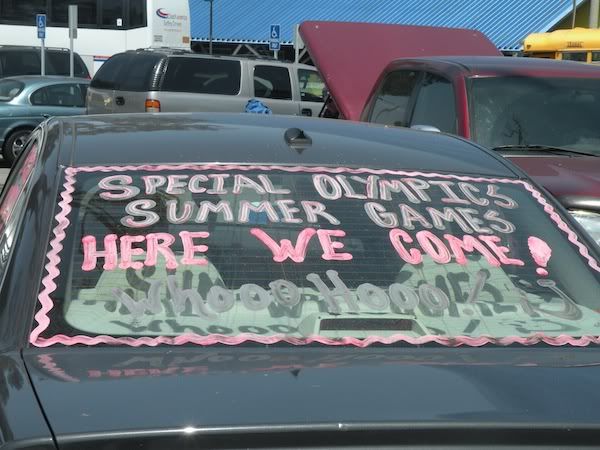 SPECIAL OLYMPICS
SUMMER GAMES
HERE WE COME!
Whooo Hooo! :)